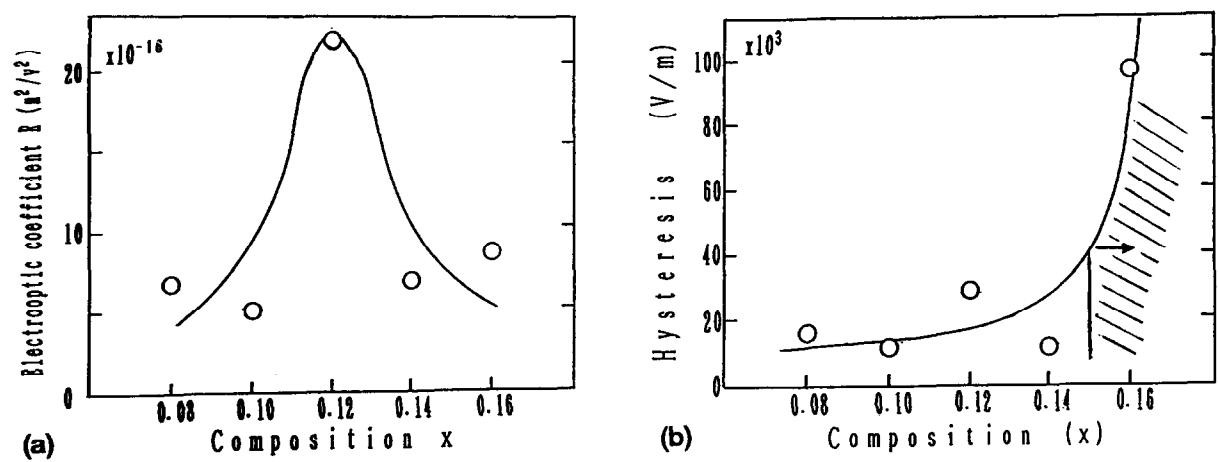 Electrooptic coefficient R (m²/v²)
x10⁻¹⁶
20
10
0
0.08 0.10 0.12 0.14 0.16
(a) Composition x
Hysteresis (V/m)
x10³
100
80
60
40
20
0
0.08 0.10 0.12 0.14 0.16
(b) Composition (x)